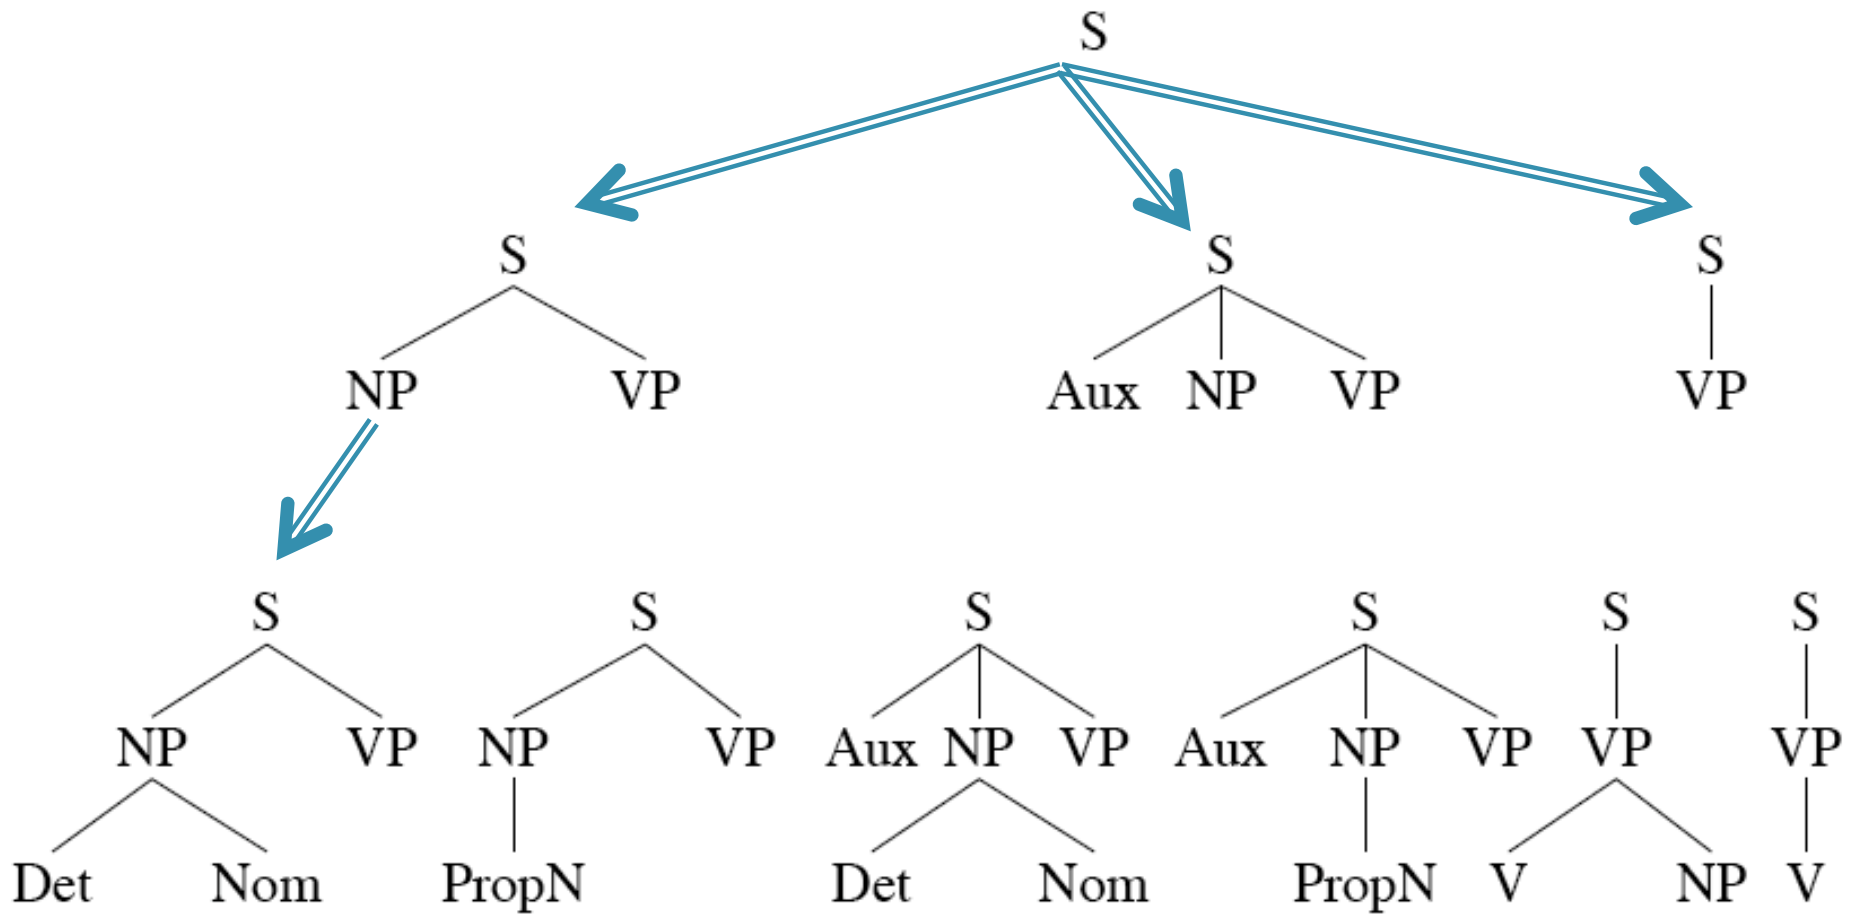 S
S S S
NP VP Aux NP VP VP
S S S S S S
NP VP NP VP Aux NP VP Aux NP VP VP VP
Det Nom PropN Det Nom PropN V NP V